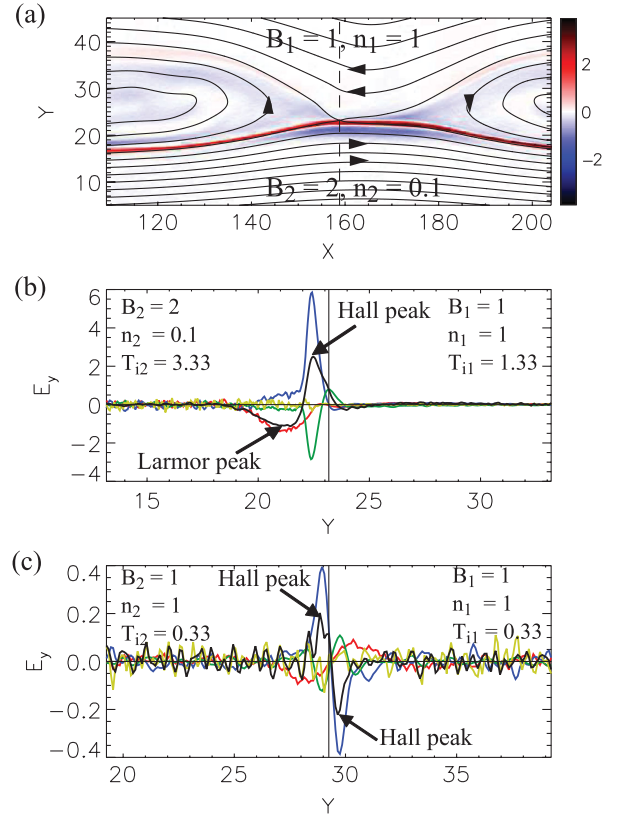 (a)
B1 = 1, n1 = 1
B2 = 2, n2 = 0.1
40
30
20
10
Y
120
140
160
180
200
X
2
0
−2
(b)
B2 = 2
n2 = 0.1
Ti2 = 3.33
Hall peak
B1 = 1
n1 = 1
Ti1 = 1.33
Larmor peak
6
4
2
0
−2
−4
Ey
15
20
25
30
Y
(c)
B2 = 1
n2 = 1
Ti2 = 0.33
Hall peak
B1 = 1
n1 = 1
Ti1 = 0.33
Hall peak
0.4
0.2
0.0
−0.2
−0.4
Ey
20
25
30
35
Y